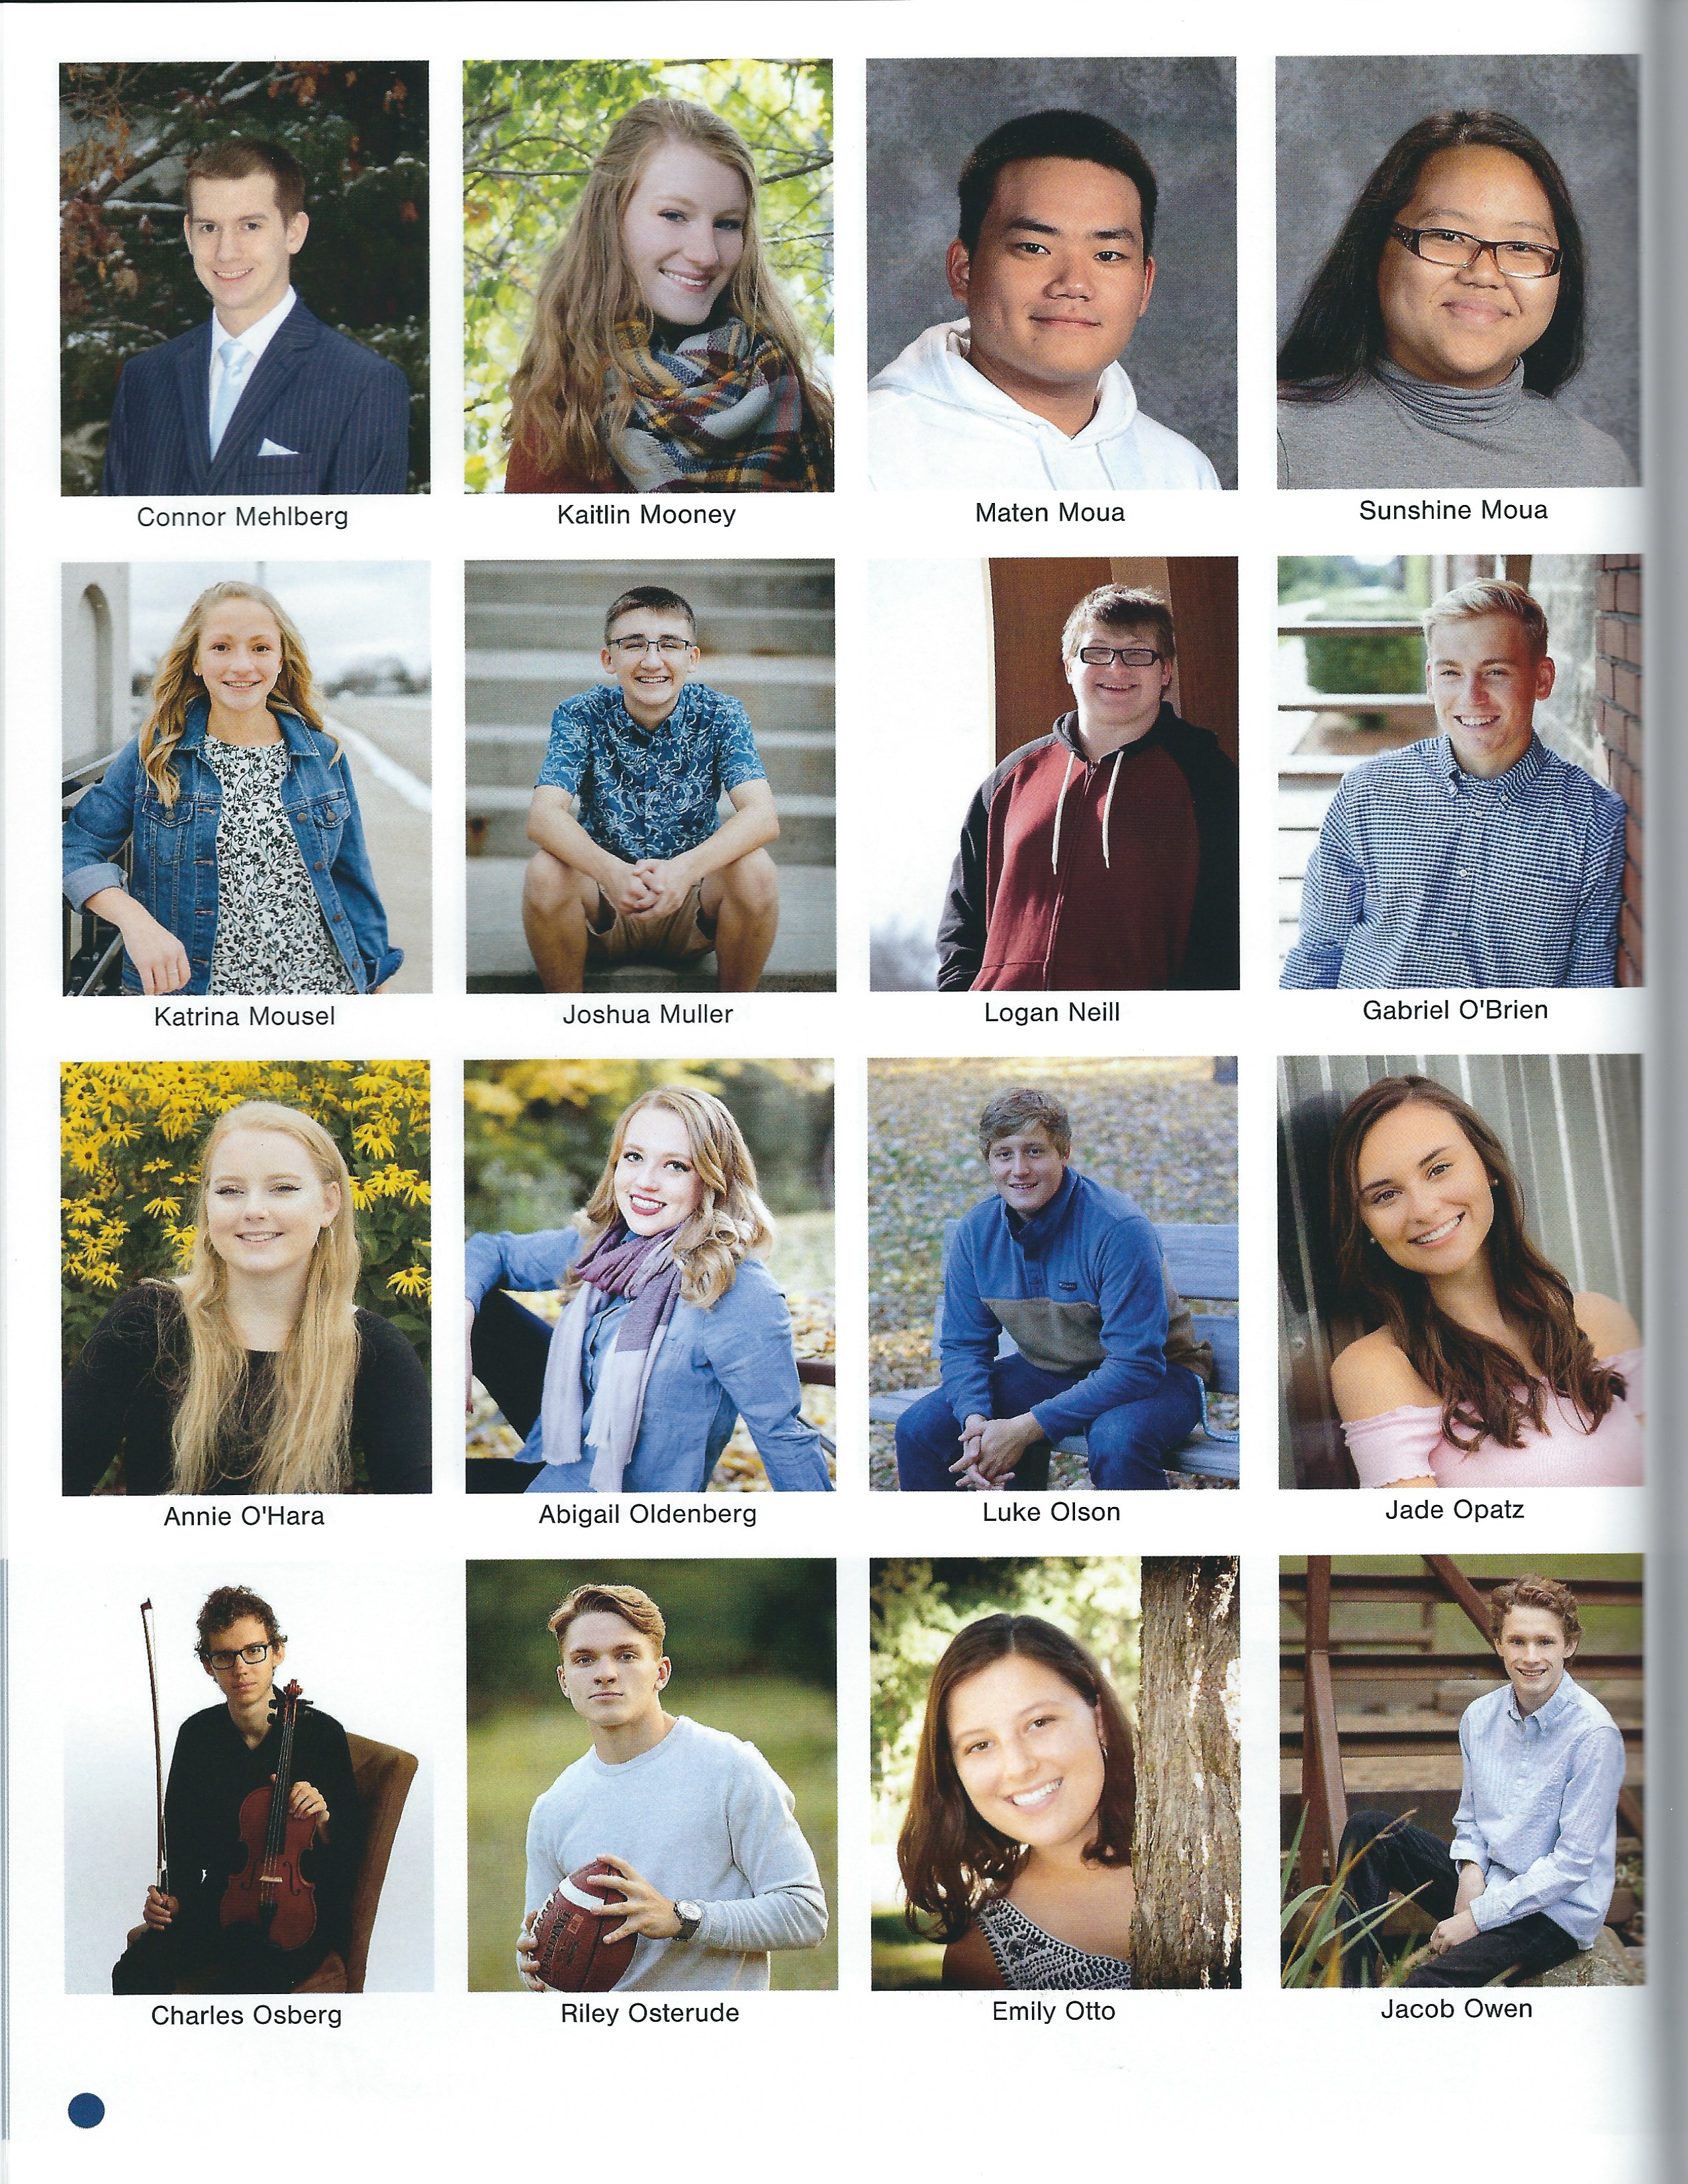 Connor Mehlberg
Kaitlin Mooney
Maten Moua
Sunshine Moua
Katrina Mousel
Joshua Muller
Logan Neill
Gabriel O'Brien
Annie O'Hara
Abigail Oldenberg
Luke Olson
Jade Opatz
SPALDING
Charles Osberg
Riley Osterude
Emily Otto
Jacob Owen